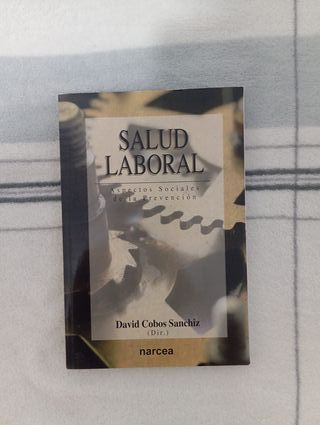 SALUD
LABORAL
Aspectos Sociales
de la Prevención
David Cobos Sanchiz
(Dir.)
narcea